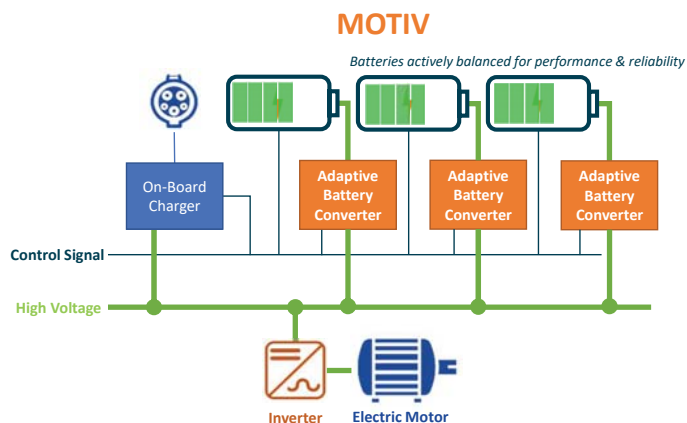 MOTIV
Batteries actively balanced for performance & reliability
On-Board
Charger
Adaptive
Battery
Converter
Adaptive
Battery
Converter
Adaptive
Battery
Converter
Control Signal
High Voltage
Inverter
Electric Motor